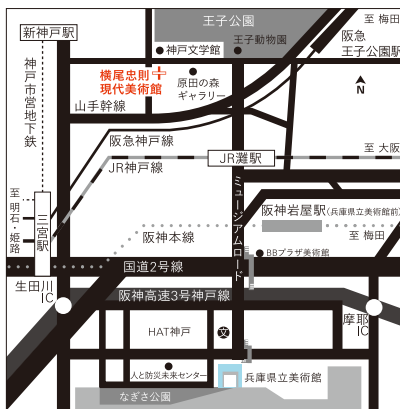 王子公園
至 梅田
新神戸駅
神戸文学館
王子動物園
阪急
王子公園駅
横尾忠則
現代美術館
原田の森
ギャラリー
N
神戸市営地下鉄
山手幹線
阪急神戸線
JR灘駅
至 大阪
JR神戸線
至 明石・姫路
三宮駅
ミュージアムロード
阪神岩屋駅(兵庫県立美術館前)
阪神本線
至 梅田
BBプラザ美術館
国道2号線
生田川
IC
阪神高速3号神戸線
摩耶
IC
HAT神戸
文
人と防災未来センター
兵庫県立美術館
なぎさ公園